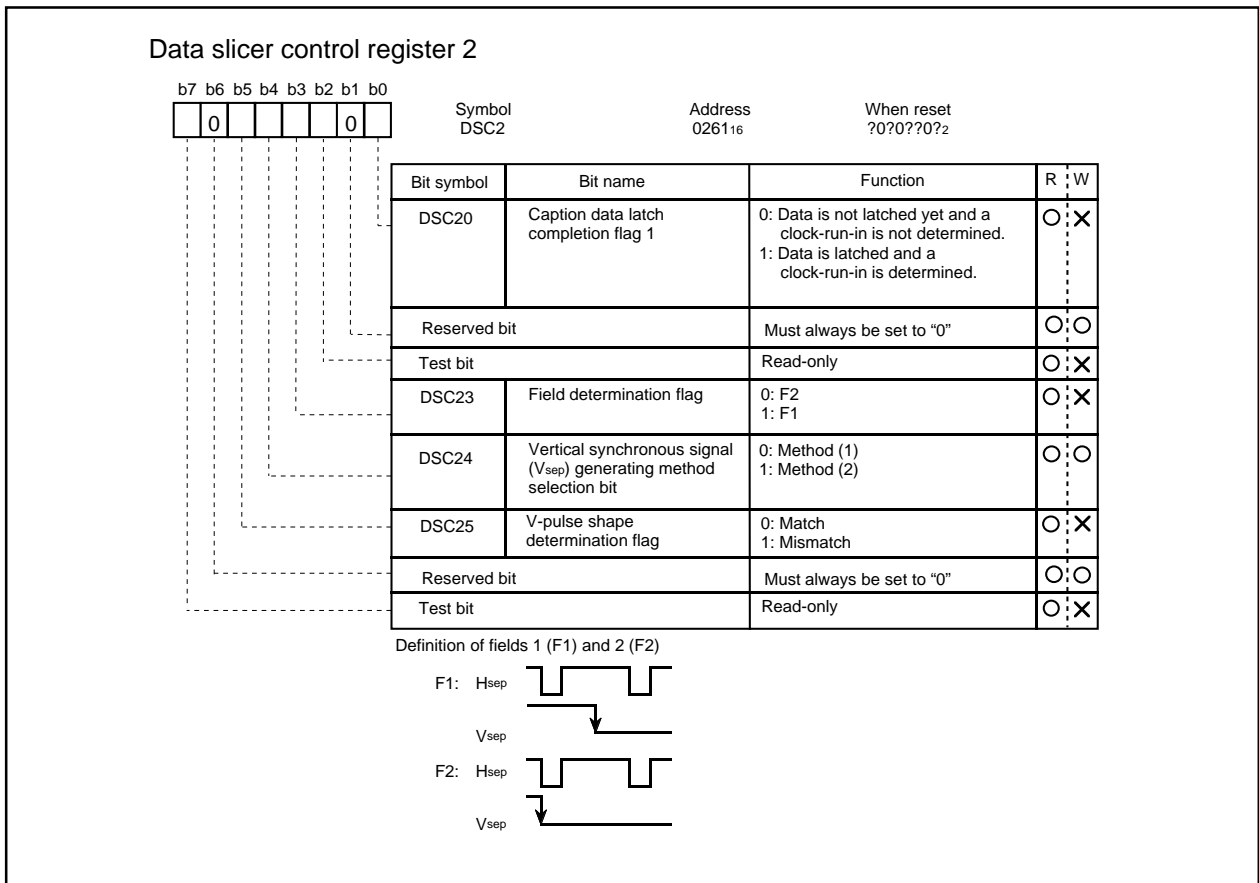 Data slicer control register 2
b7 b6 b5 b4 b3 b2 b1 b0
0 0
Symbol Address When reset
DSC2 026116 ?0?0??0?2
Bit symbol Bit name Function R W
DSC20 Caption data latch completion flag 1 0: Data is not latched yet and a
clock-run-in is not determined.
1: Data is latched and a
clock-run-in is determined.
Reserved bit Must always be set to “0”
Test bit Read-only
DSC23 Field determination flag 0: F2
1: F1
DSC24 Vertical synchronous signal
(Vsep) generating method
selection bit
0: Method (1)
1: Method (2)
DSC25 V-pulse shape
determination flag
0: Match
1: Mismatch
Reserved bit Must always be set to “0”
Test bit Read-only
Definition of fields 1 (F1) and 2 (F2)
F1: Hsep
Vsep
F2: Hsep
Vsep